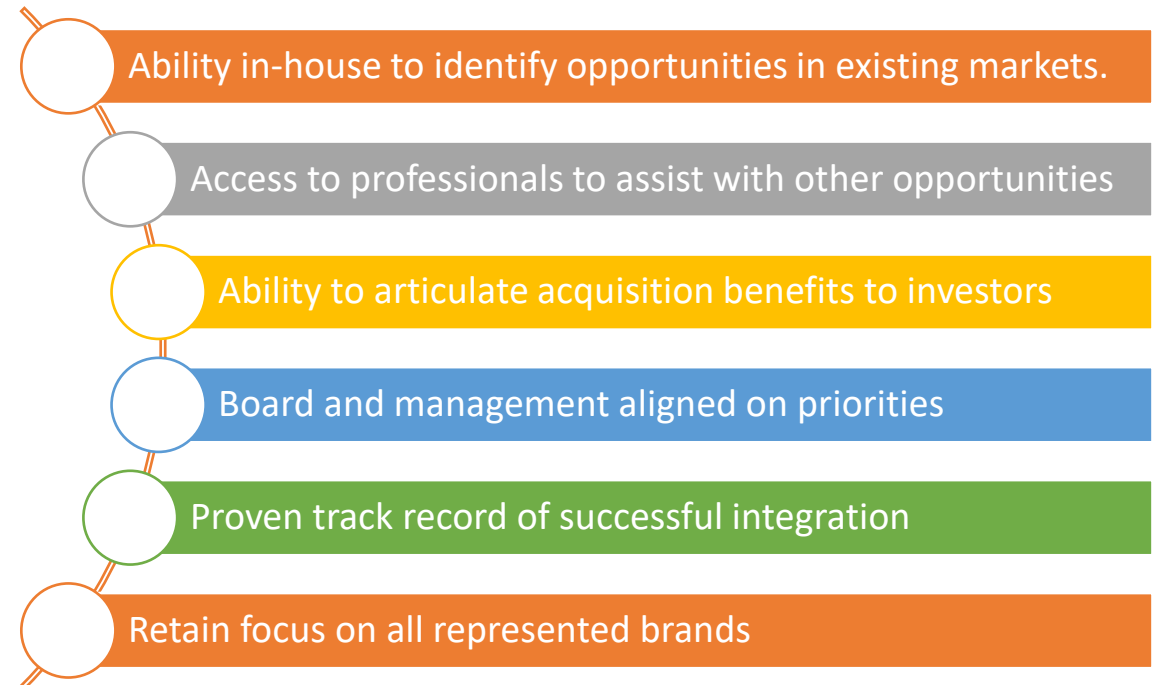 Ability in-house to identify opportunities in existing markets.
Access to professionals to assist with other opportunities
Ability to articulate acquisition benefits to investors
Board and management aligned on priorities
Proven track record of successful integration
Retain focus on all represented brands